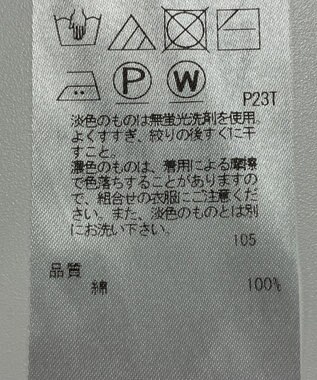 P W P23T
淡色のものは無蛍光洗剤を使用
よくすすぎ、絞りの後すぐに干
すこと。
濃色のものは、着用による摩擦
で色落ちすることがありますの
で、組合せの衣服にご注意くだ
さい。また、淡色のものとは別
にお洗い下さい。
105
品質
綿 100%